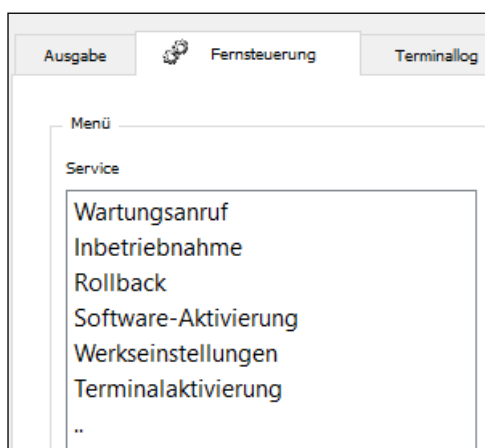 Ausgabe Fernsteuerung Terminallog
Menü
Service
Wartungsanruf
Inbetriebnahme
Rollback
Software-Aktivierung
Werkseinstellungen
Terminalaktivierung
..